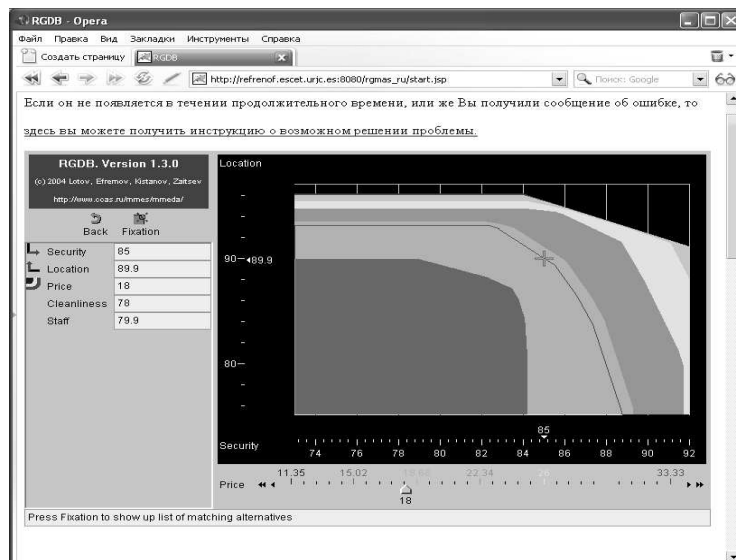 RGDB - Opera
Файл Правка Вид Закладки Инструменты Справка
Создать страницу RGDB
http://refrenof.escet.urjc.es:8080/rgmas_ru/start.jsp Поиск: Google
Если он не появляется в течении продолжительного времени, или же Вы получили сообщение об ошибке, то
здесь вы можете получить инструкцию о возможном решении проблемы.
RGDB. Version 1.3.0
(c) 2004 Lotov, Efremov, Kistanov, Zaitsev
http://www.ccas.ru/mmes/mmeda/
Back Fixation
Security 85
Location 89.9
Price 18
Cleanliness 78
Staff 79.9
Location
90 89.9
80
85
Security 74 76 78 80 82 84 86 88 90 92
Price 11.35 15.02 22.34 33.33
18
Press Fixation to show up list of matching alternatives